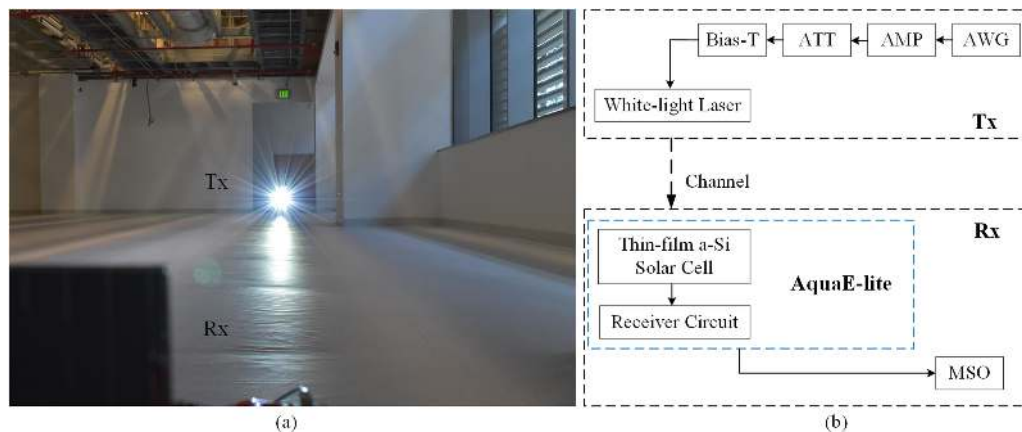 Tx
Rx
(a)
Bias-T
ATT
AMP
AWG
White-light Laser
Tx
Channel
Rx
Thin-film a-Si
Solar Cell
AquaE-lite
Receiver Circuit
MSO
(b)